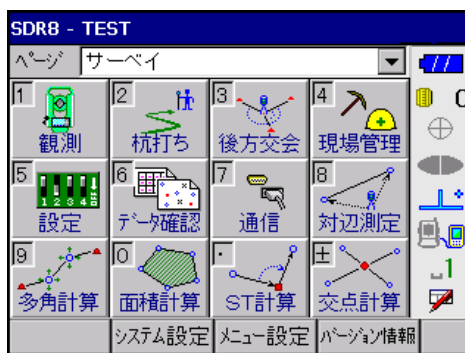 SDR8 - TEST
ページ サーベイ
1 2 3 4
観測 杭打ち 後方交会 現場管理
5 6 7 8
設定 データ確認 通信 対辺測定
9 0 · ±
多角計算 面積計算 ST計算 交点計算
1
システム設定 メニュー設定 バージョン情報